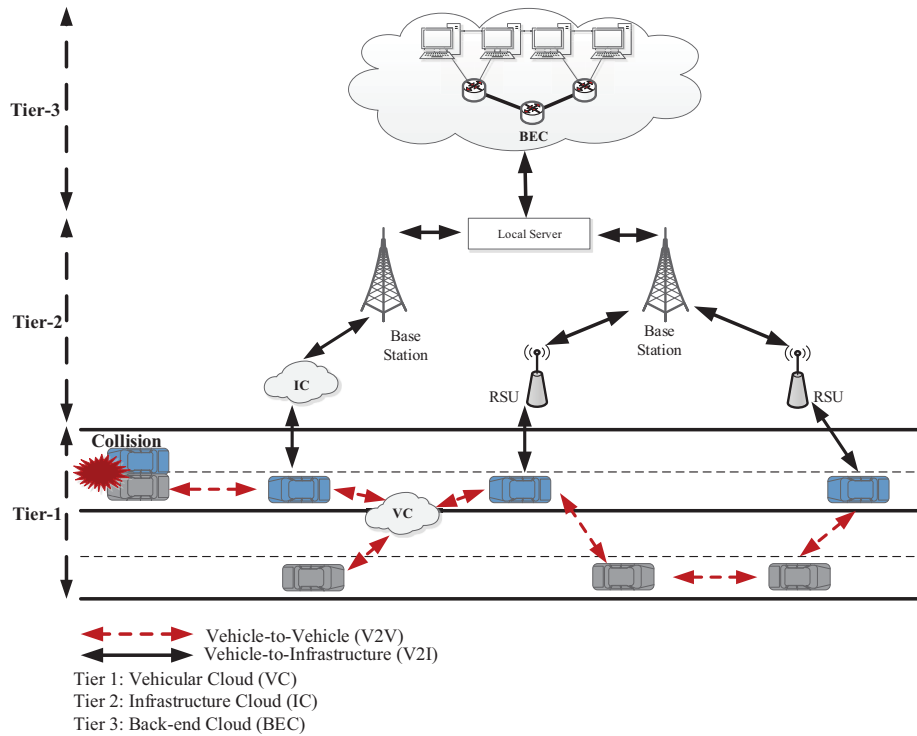 Tier-3
BEC
Local Server
Tier-2
Base
Station
Base
Station
IC
RSU
RSU
Collision
Tier-1
VC
Vehicle-to-Vehicle (V2V)
Vehicle-to-Infrastructure (V2I)
Tier 1: Vehicular Cloud (VC)
Tier 2: Infrastructure Cloud (IC)
Tier 3: Back-end Cloud (BEC)